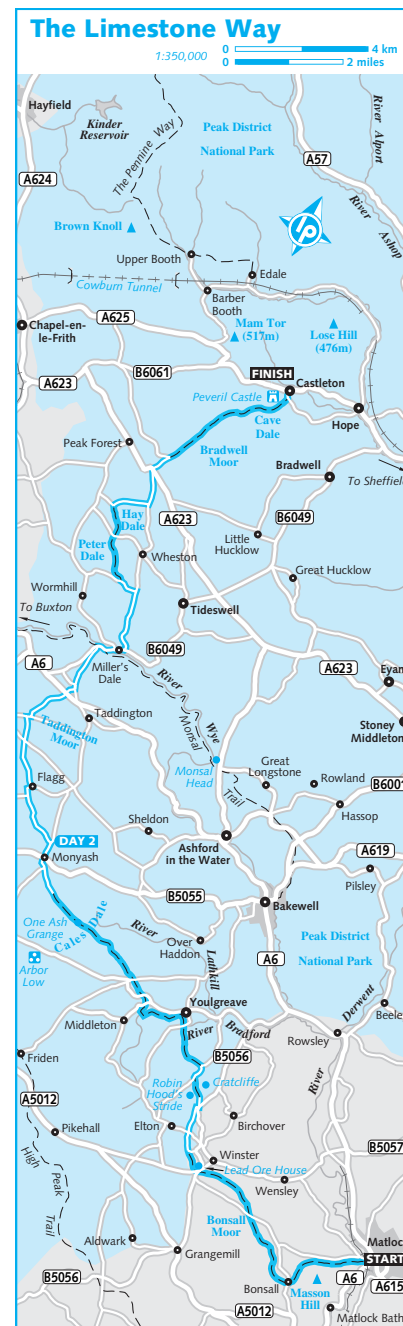 The Limestone Way
1:350,000
0 4 km
0 2 miles
Hayfield
Kinder
Reservoir
The Pennine Way
Peak District
National Park
River Alport
A57
A624
River Ashop
Brown Knoll
Upper Booth
Edale
Cowburn Tunnel
Barber
Booth
A625
Chapel-en-
le-Frith
Mam Tor
(517m)
Lose Hill
(476m)
B6061
FINISH
A623
Castleton
Peveril Castle
Hope
Cave
Dale
Peak Forest
Bradwell
Moor
Bradwell
To Sheffield
Hay
Dale
A623
B6049
Peter
Dale
Little
Hucklow
Wheston
Great Hucklow
Wormhill
To Buxton
Tideswell
B6049
A6
Miller's
Dale
A623
Eyam
River Wye
Taddington
Taddington
Moor
Monsal Trail
Stoney
Middleton
Monsal
Head
Great
Longstone
Flagg
Rowland
B6001
Hassop
Sheldon
DAY 2
Ashford
in the Water
A619
Monyash
Pilsley
B5055
Bakewell
One Ash
Grange
Cales Dale
River Lathkill
Over
Haddon
Peak District
National Park
Arbor
Low
A6
Youlgreave
River Bradford
River Derwent
Beele
Middleton
Rowsley
Friden
B5056
Robin
Hood's
Stride
Cratcliffe
A5012
Birchover
Pikehall
Elton
B5057
Winster
Lead Ore House
High Peak Trail
Wensley
Bonsall
Moor
Aldwark
Matloc
START
Grangemill
A6
B5056
Bonsall
A615
Masson
Hill
A5012
Matlock Bath